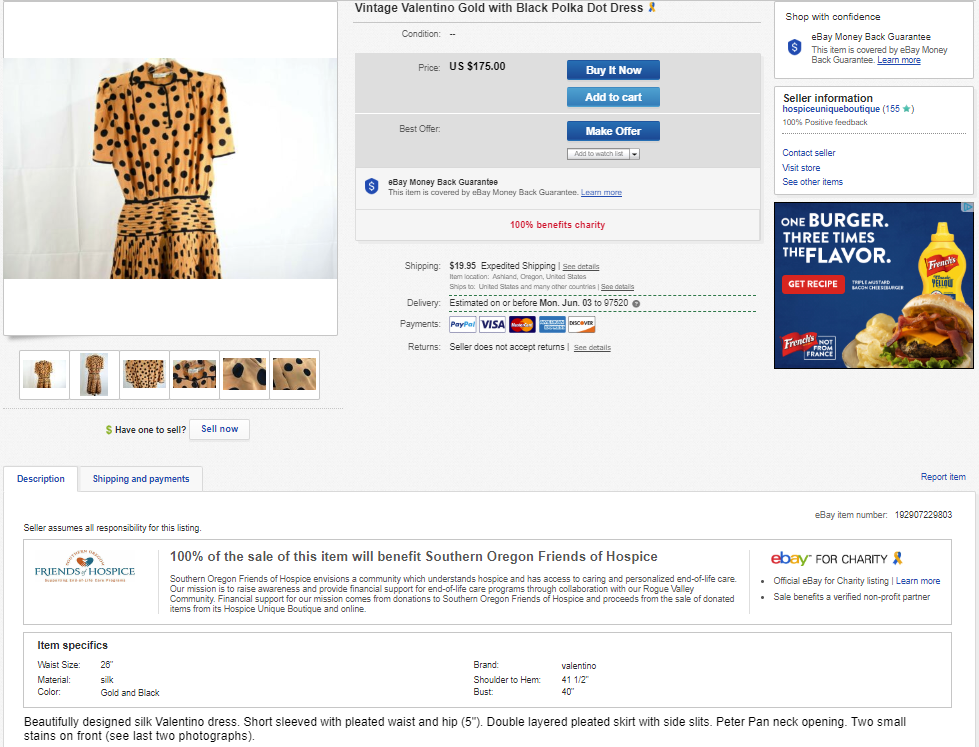 Vintage Valentino Gold with Black Polka Dot Dress
Condition: --
Price: US $175.00
Buy It Now
Add to cart
Best Offer:
Make Offer
Add to watch list
eBay Money Back Guarantee
This item is covered by eBay Money Back Guarantee. Learn more
100% benefits charity
Shipping: $19.95 Expedited Shipping | See details
Item location: Ashland, Oregon, United States
Ships to: United States and many other countries | See details
Delivery: Estimated on or before Mon. Jun. 03 to 97520
Payments: PayPal VISA MasterCard AMERICAN EXPRESS DISCOVER
Returns: Seller does not accept returns | See details
Shop with confidence
eBay Money Back Guarantee
This item is covered by eBay Money
Back Guarantee. Learn more
Seller information
hospiceuniqueboutique (155 ★)
100% Positive feedback
Contact seller
Visit store
See other items
ONE BURGER.
THREE TIMES
THE FLAVOR.
GET RECIPE
TRIPLE MUSTARD
BACON CHEESEBURGER
French's
Classic
YELLOW
French's
NOT
FROM
FRANCE
$ Have one to sell? Sell now
Description
Shipping and payments
Report item
eBay item number: 192907229803
Seller assumes all responsibility for this listing.
SOUTHERN OREGON
FRIENDS of HOSPICE
Supporting End-of-Life Care Programs
100% of the sale of this item will benefit Southern Oregon Friends of Hospice
Southern Oregon Friends of Hospice envisions a community which understands hospice and has access to caring and personalized end-of-life care.
Our mission is to raise awareness and provide financial support for end-of-life care programs through collaboration with our Rogue Valley
Community. Financial support for our mission comes from donations to Southern Oregon Friends of Hospice and proceeds from the sale of donated
items from its Hospice Unique Boutique and online.
ebay FOR CHARITY
• Official eBay for Charity listing | Learn more
• Sale benefits a verified non-profit partner
Item specifics
Waist Size: 26" Brand: valentino
Material: silk Shoulder to Hem: 41 1/2"
Color: Gold and Black Bust: 40"
Beautifully designed silk Valentino dress. Short sleeved with pleated waist and hip (5"). Double layered pleated skirt with side slits. Peter Pan neck opening. Two small
stains on front (see last two photographs).